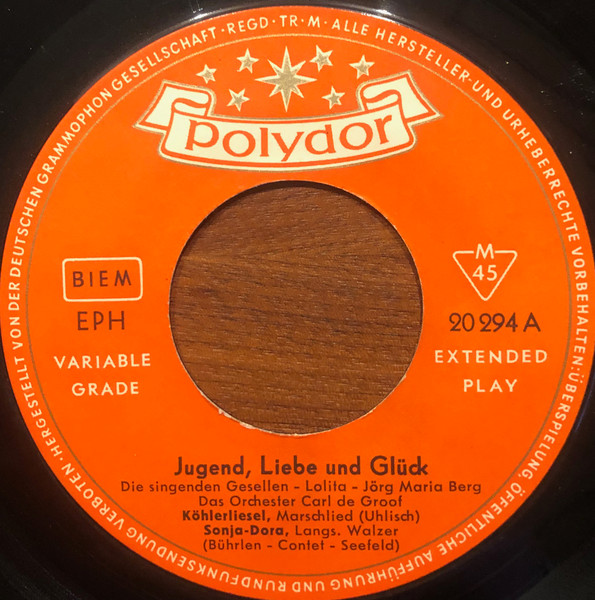 HERGESTELLT VON DER DEUTSCHEN GRAMMOPHON GESELLSCHAFT · REGD · TR · M · ALLE HERSTELLER- UND URHEBERRECHTE VORBEHALTEN: ÜBERSPIELUNG, ÖFFENTLICHE AUFFÜHRUNG UND RUNDFUNKSENDUNG VERBOTEN ·
polydor
BIEM
EPH
VARIABLE
GRADE
M
45
20 294 A
EXTENDED
PLAY
Jugend, Liebe und Glück
Die singenden Gesellen - Lolita - Jörg Maria Berg
Das Orchester Carl de Groof
Köhlerliesel, Marschlied (Uhlisch)
Sonja-Dora, Langs. Walzer
(Bührlen - Contet - Seefeld)